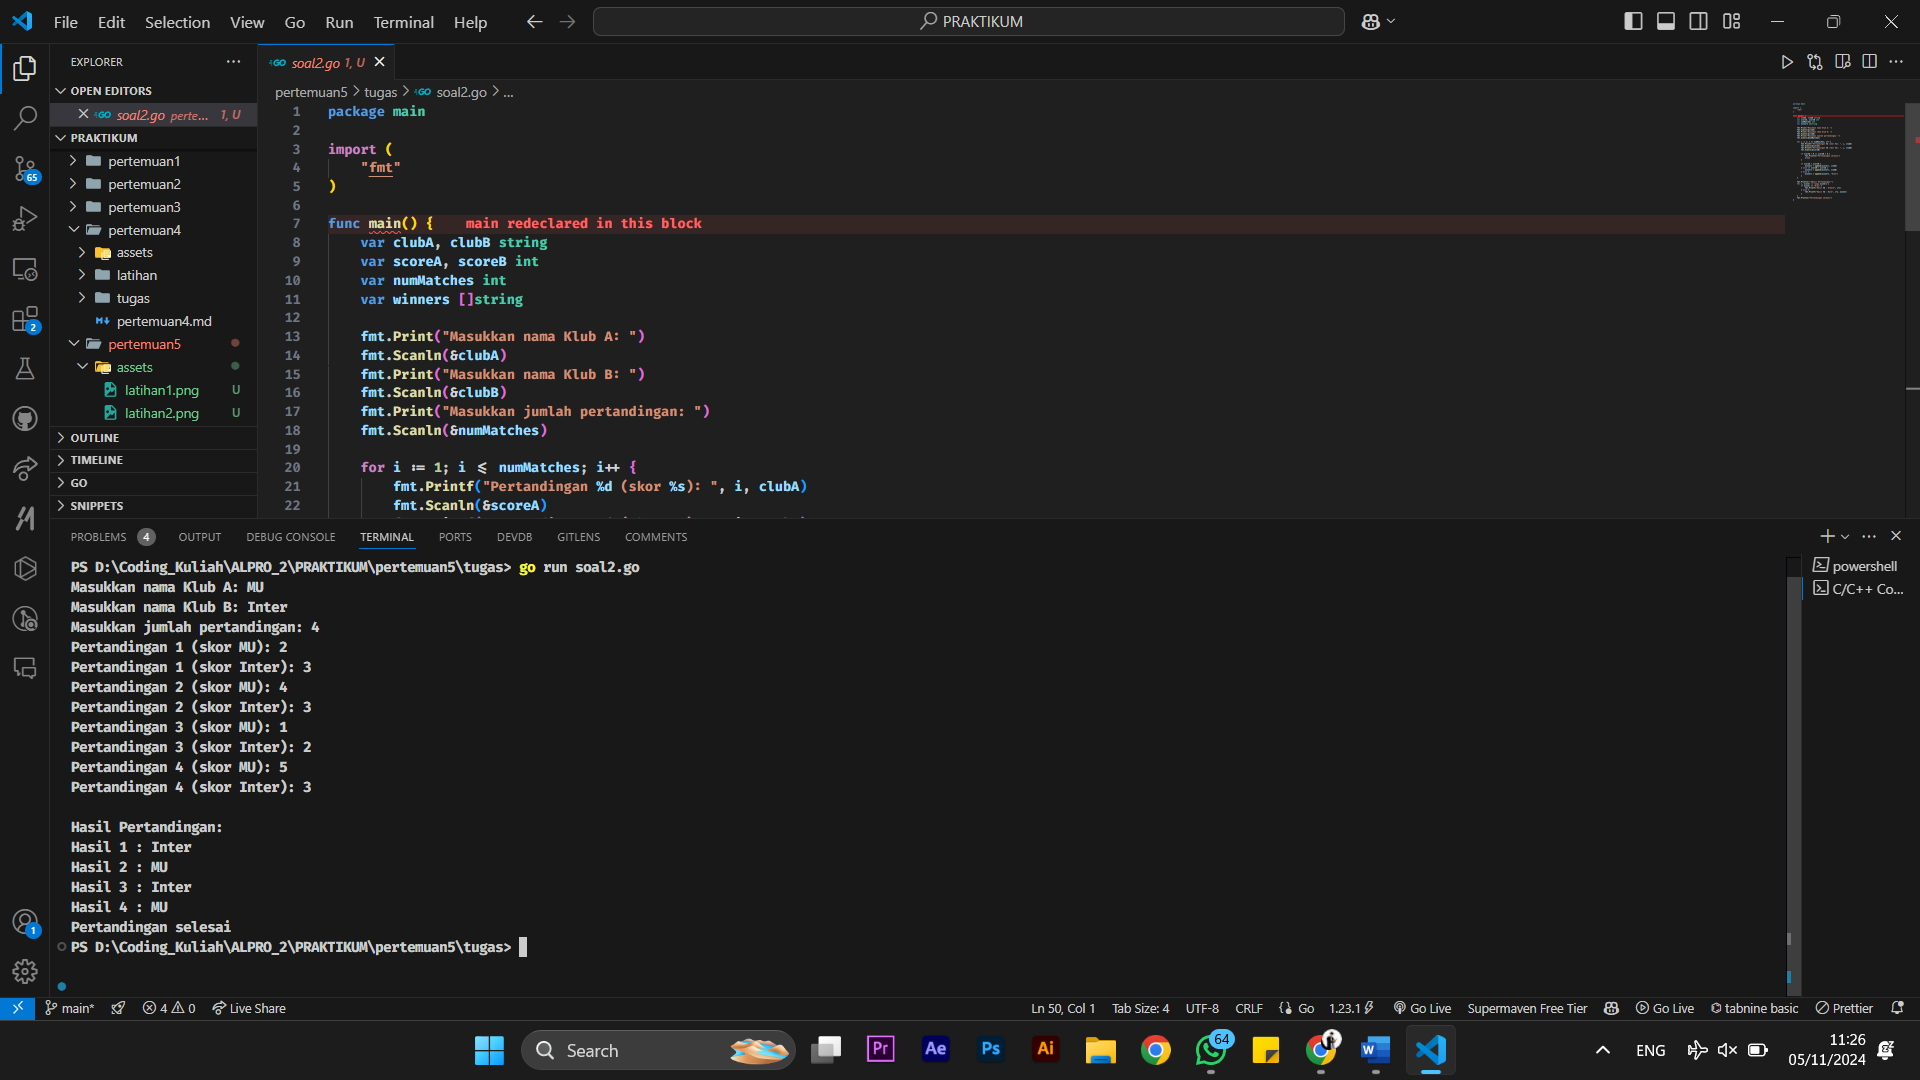 File Edit Selection View Go Run Terminal Help
PRAKTIKUM
EXPLORER
OPEN EDITORS
soal2.go perte... 1, U
PRAKTIKUM
pertemuan1
pertemuan2
pertemuan3
pertemuan4
assets
latihan
tugas
pertemuan4.md
pertemuan5
assets
latihan1.png U
latihan2.png U
OUTLINE
TIMELINE
GO
SNIPPETS
65
2
1
soal2.go 1, U
pertemuan5 > tugas > soal2.go > ...
1 package main
2
3 import (
4 "fmt"
5 )
6
7 func main() { main redeclared in this block
8 var clubA, clubB string
9 var scoreA, scoreB int
10 var numMatches int
11 var winners []string
12
13 fmt.Print("Masukkan nama Klub A: ")
14 fmt.Scanln(&clubA)
15 fmt.Print("Masukkan nama Klub B: ")
16 fmt.Scanln(&clubB)
17 fmt.Print("Masukkan jumlah pertandingan: ")
18 fmt.Scanln(&numMatches)
19
20 for i := 1; i <= numMatches; i++ {
21 fmt.Printf("Pertandingan %d (skor %s): ", i, clubA)
22 fmt.Scanln(&scoreA)
PROBLEMS 4 OUTPUT DEBUG CONSOLE TERMINAL PORTS DEVDB GITLENS COMMENTS
powershell
C/C++ Co...
PS D:\Coding_Kuliah\ALPRO_2\PRAKTIKUM\pertemuan5\tugas> go run soal2.go
Masukkan nama Klub A: MU
Masukkan nama Klub B: Inter
Masukkan jumlah pertandingan: 4
Pertandingan 1 (skor MU): 2
Pertandingan 1 (skor Inter): 3
Pertandingan 2 (skor MU): 4
Pertandingan 2 (skor Inter): 3
Pertandingan 3 (skor MU): 1
Pertandingan 3 (skor Inter): 2
Pertandingan 4 (skor MU): 5
Pertandingan 4 (skor Inter): 3
Hasil Pertandingan:
Hasil 1 : Inter
Hasil 2 : MU
Hasil 3 : Inter
Hasil 4 : MU
Pertandingan selesai
PS D:\Coding_Kuliah\ALPRO_2\PRAKTIKUM\pertemuan5\tugas>
main* 4 0 Live Share Ln 50, Col 1 Tab Size: 4 UTF-8 CRLF Go 1.23.1 Go Live Supermaven Free Tier Go Live tabnine basic Prettier
Search Pr Ae Ps Ai 64 W ENG 11:26
05/11/2024